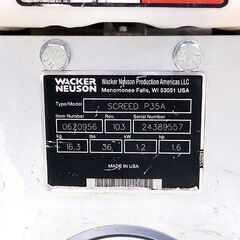 WACKER
NEUSON
Wacker Neuson Production Americas LLC
Menomonee Falls, WI 53051 USA
Type/Model SCREED P35A
Item Number Rev. Serial Number
0620956 103 24389557
kg lb. kW hp
16.3 36 1.2 1.6
MADE IN USA